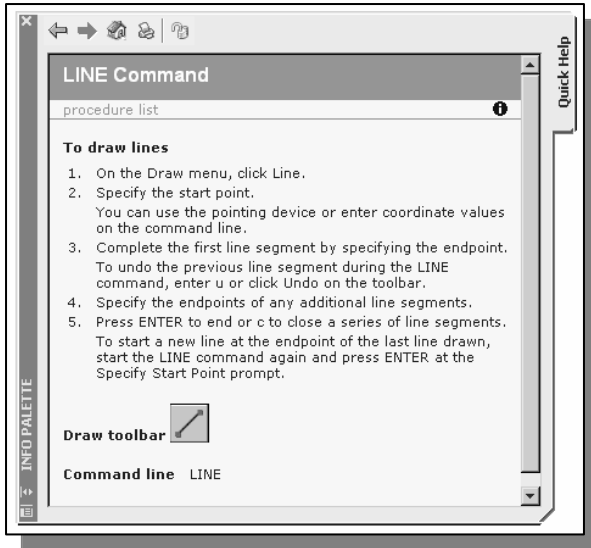 Quick Help
LINE Command
procedure list
To draw lines
1. On the Draw menu, click Line.
2. Specify the start point.
You can use the pointing device or enter coordinate values
on the command line.
3. Complete the first line segment by specifying the endpoint.
To undo the previous line segment during the LINE
command, enter u or click Undo on the toolbar.
4. Specify the endpoints of any additional line segments.
5. Press ENTER to end or c to close a series of line segments.
To start a new line at the endpoint of the last line drawn,
start the LINE command again and press ENTER at the
Specify Start Point prompt.
Draw toolbar
Command line LINE
INFO PALETTE